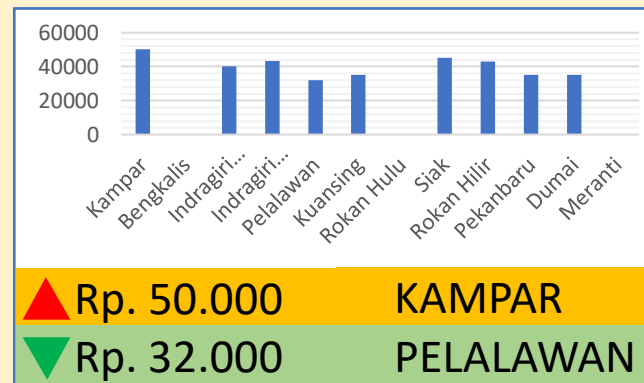 60000
40000
20000
0
Kampar
Bengkalis
Indragiri...
Indragiri...
Pelalawan
Kuansing
Rokan Hulu
Siak
Rokan Hilir
Pekanbaru
Dumai
Meranti
Rp. 50.000 KAMPAR
Rp. 32.000 PELALAWAN